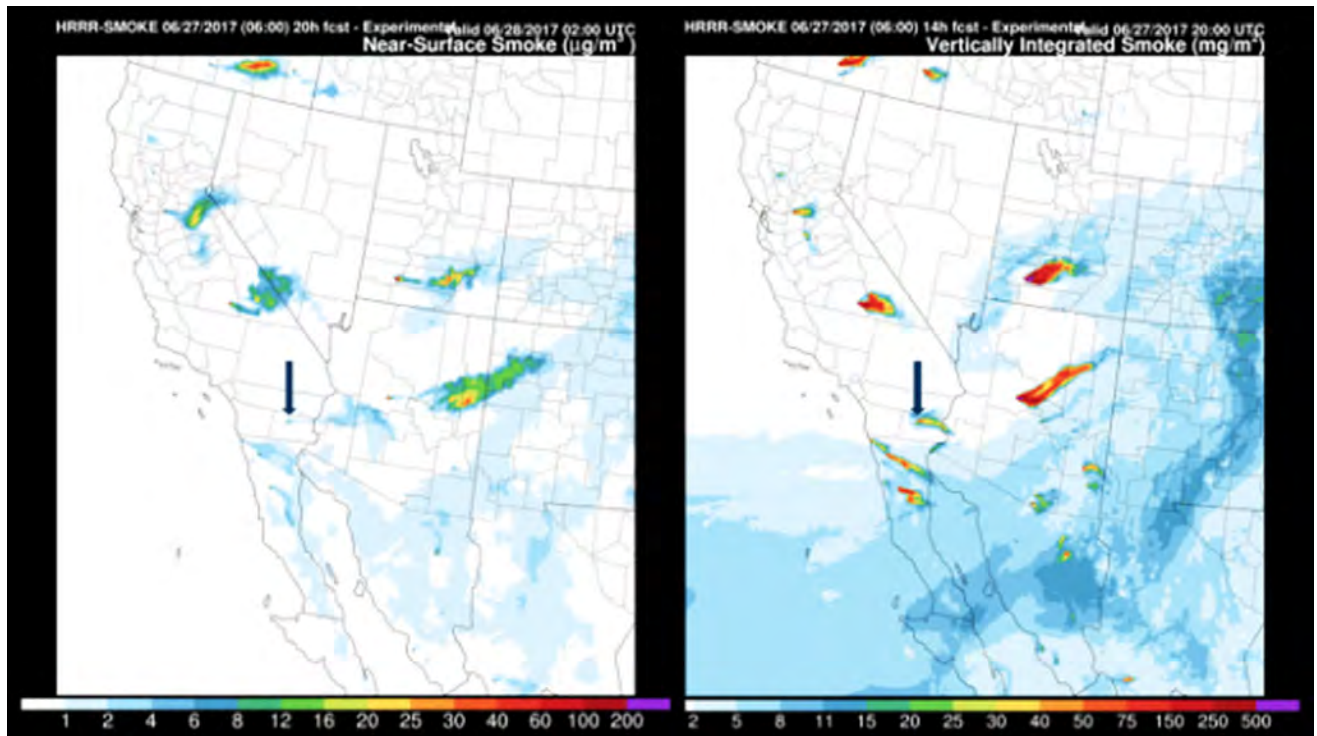 HRRR-SMOKE 06/27/2017 (06:00) 20h fcst - Experimental Valid 06/28/2017 02:00 UTC
Near-Surface Smoke (µg/m³)
1 2 4 6 8 12 16 20 25 30 40 60 100 200
HRRR-SMOKE 06/27/2017 (06:00) 14h fcst - Experimental Valid 06/27/2017 20:00 UTC
Vertically Integrated Smoke (mg/m²)
2 5 8 11 15 20 25 30 40 50 75 150 250 500